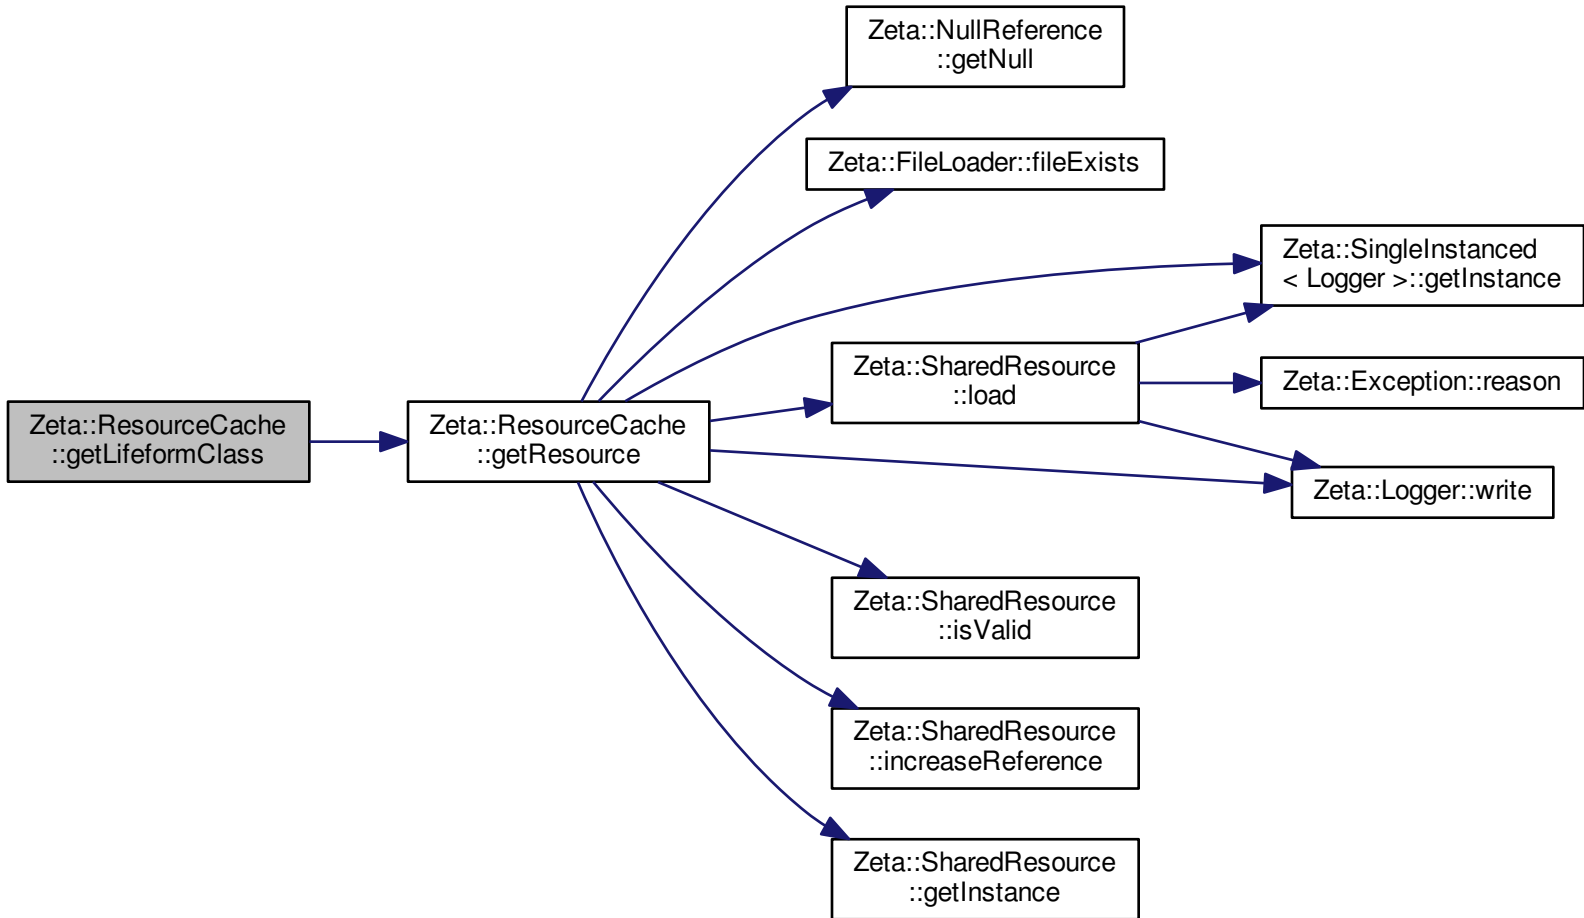 Zeta::NullReference
::getNull
Zeta::FileLoader::fileExists
Zeta::SingleInstanced
< Logger >::getInstance
Zeta::SharedResource
::load
Zeta::Exception::reason
Zeta::ResourceCache
::getLifeformClass
Zeta::ResourceCache
::getResource
Zeta::Logger::write
Zeta::SharedResource
::isValid
Zeta::SharedResource
::increaseReference
Zeta::SharedResource
::getInstance